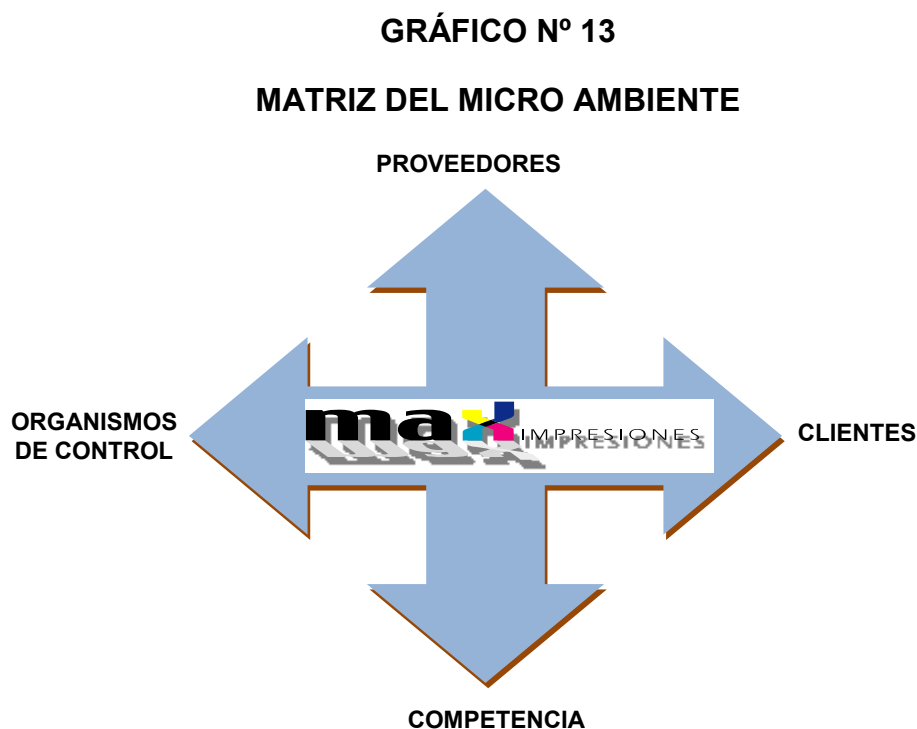 GRÁFICO Nº 13
MATRIZ DEL MICRO AMBIENTE
PROVEEDORES
ORGANISMOS
DE CONTROL
max IMPRESIONES
CLIENTES
COMPETENCIA